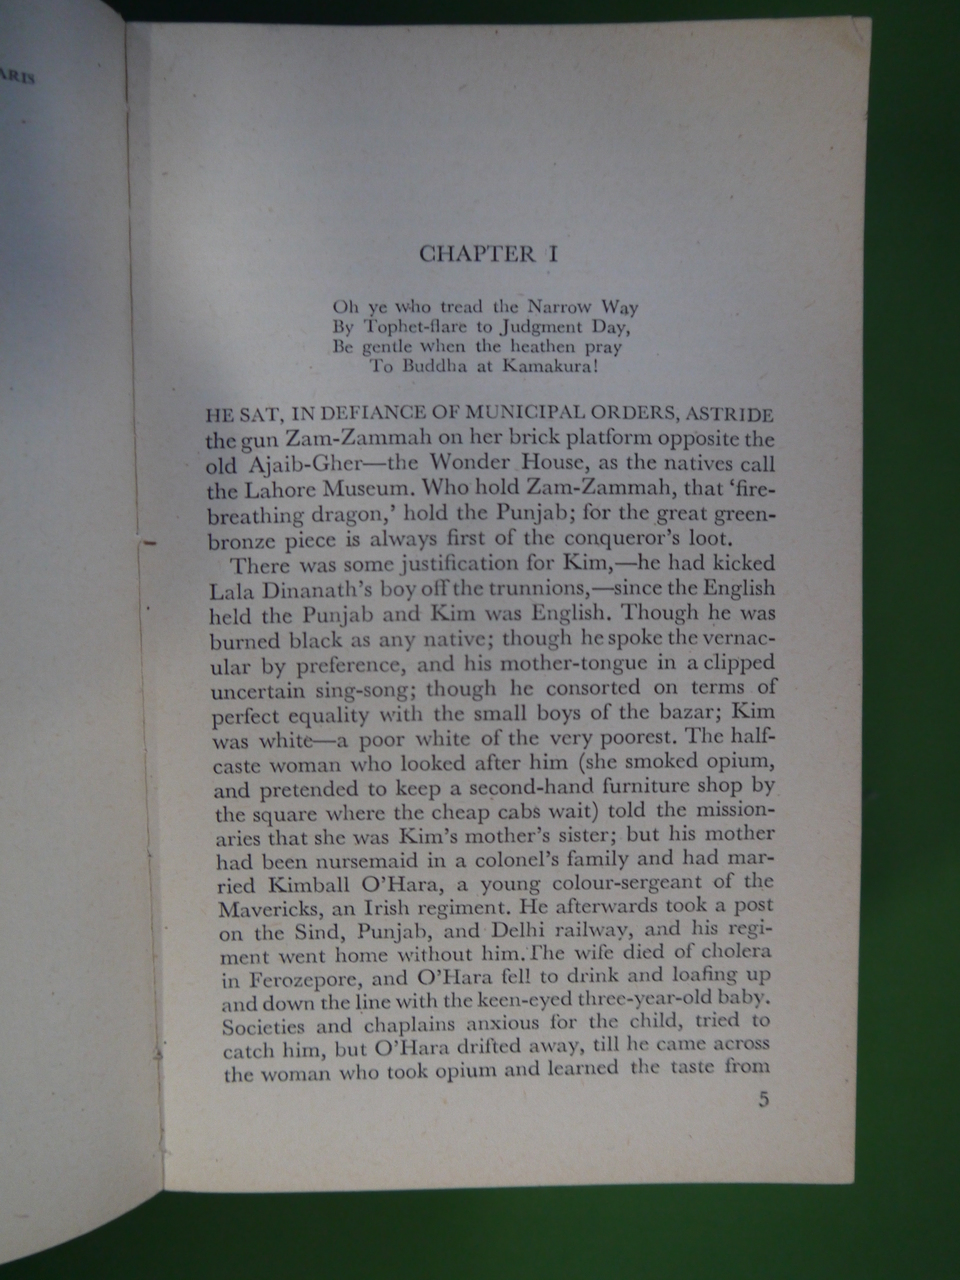 ARIS
CHAPTER I
Oh ye who tread the Narrow Way
By Tophet-flare to Judgment Day,
Be gentle when the heathen pray
To Buddha at Kamakura!
HE SAT, IN DEFIANCE OF MUNICIPAL ORDERS, ASTRIDE
the gun Zam-Zammah on her brick platform opposite the
old Ajaib-Gher—the Wonder House, as the natives call
the Lahore Museum. Who hold Zam-Zammah, that ‘fire-
breathing dragon,’ hold the Punjab; for the great green-
bronze piece is always first of the conqueror’s loot.
There was some justification for Kim,—he had kicked
Lala Dinanath’s boy off the trunnions,—since the English
held the Punjab and Kim was English. Though he was
burned black as any native; though he spoke the vernac-
ular by preference, and his mother-tongue in a clipped
uncertain sing-song; though he consorted on terms of
perfect equality with the small boys of the bazar; Kim
was white—a poor white of the very poorest. The half-
caste woman who looked after him (she smoked opium,
and pretended to keep a second-hand furniture shop by
the square where the cheap cabs wait) told the mission-
aries that she was Kim’s mother’s sister; but his mother
had been nursemaid in a colonel’s family and had mar-
ried Kimball O’Hara, a young colour-sergeant of the
Mavericks, an Irish regiment. He afterwards took a post
on the Sind, Punjab, and Delhi railway, and his regi-
ment went home without him. The wife died of cholera
in Ferozepore, and O’Hara fell to drink and loafing up
and down the line with the keen-eyed three-year-old baby.
Societies and chaplains anxious for the child, tried to
catch him, but O’Hara drifted away, till he came across
the woman who took opium and learned the taste from
5